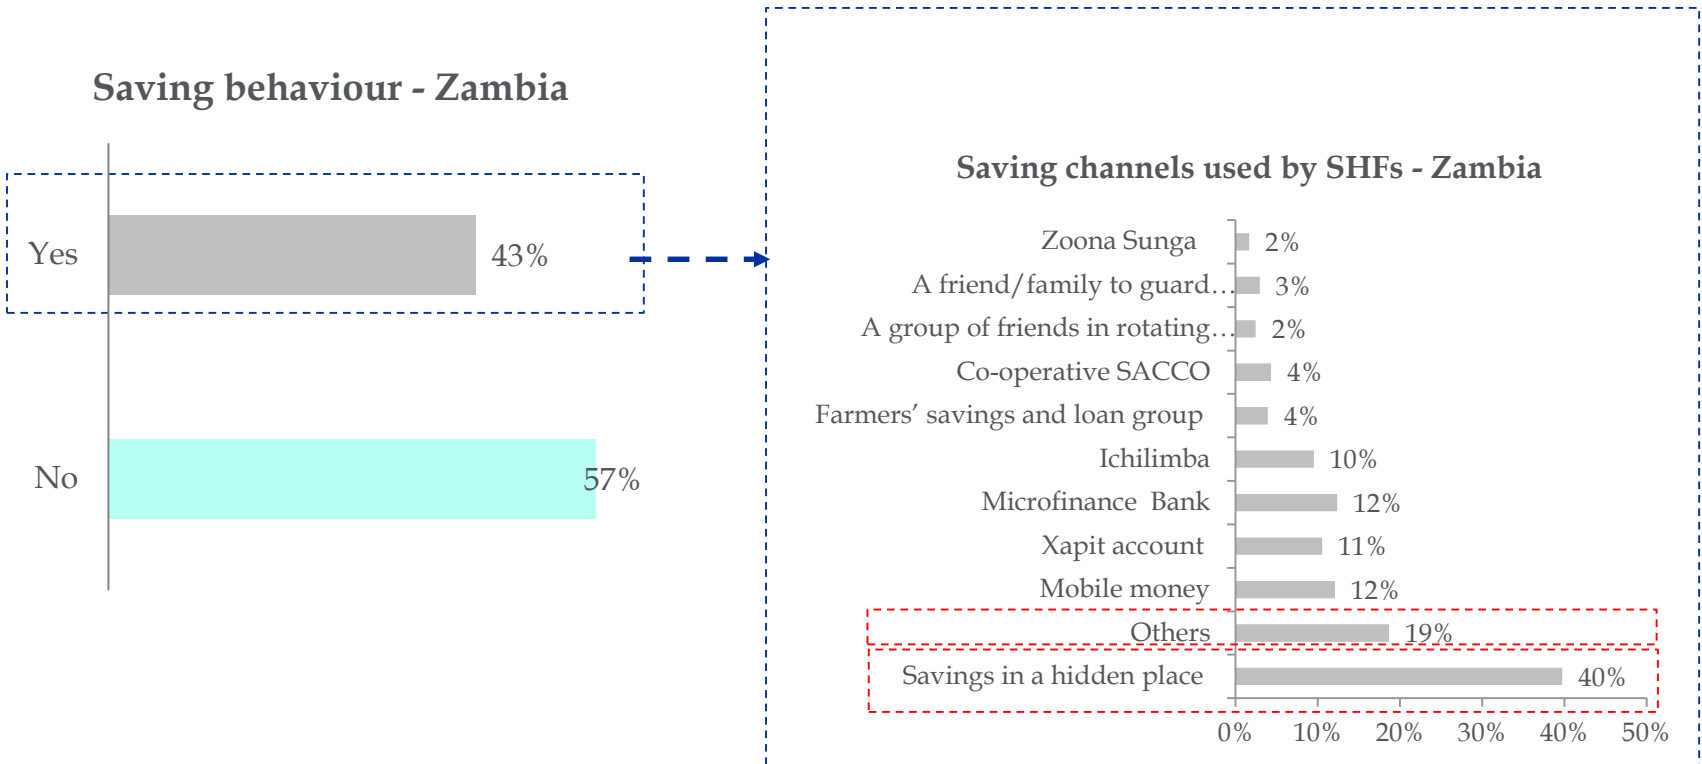 Saving behaviour - Zambia
Yes
43%
No
57%
Saving channels used by SHFs - Zambia
Zoona Sunga 2%
A friend/family to guard… 3%
A group of friends in rotating… 2%
Co-operative SACCO 4%
Farmers’ savings and loan group 4%
Ichilimba 10%
Microfinance Bank 12%
Xapit account 11%
Mobile money 12%
Others 19%
Savings in a hidden place 40%
0% 10% 20% 30% 40% 50%